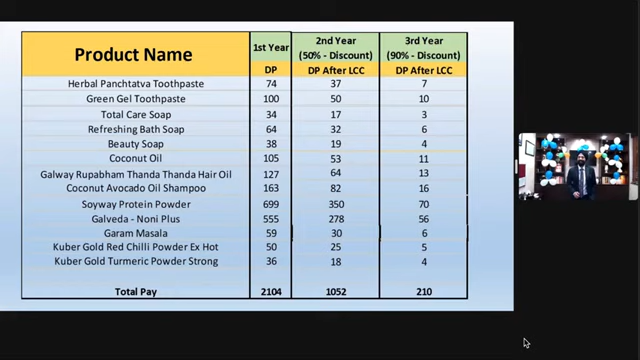 Product Name 1st Year 2nd Year (50% - Discount) 3rd Year (90% - Discount)
DP DP After LCC DP After LCC
Herbal Panchtatva Toothpaste 74 37 7
Green Gel Toothpaste 100 50 10
Total Care Soap 34 17 3
Refreshing Bath Soap 64 32 6
Beauty Soap 38 19 4
Coconut Oil 105 53 11
Galway Rupabham Thanda Thanda Hair Oil 127 64 13
Coconut Avocado Oil Shampoo 163 82 16
Soyway Protein Powder 699 350 70
Galveda - Noni Plus 555 278 56
Garam Masala 59 30 6
Kuber Gold Red Chilli Powder Ex Hot 50 25 5
Kuber Gold Turmeric Powder Strong 36 18 4
Total Pay 2104 1052 210